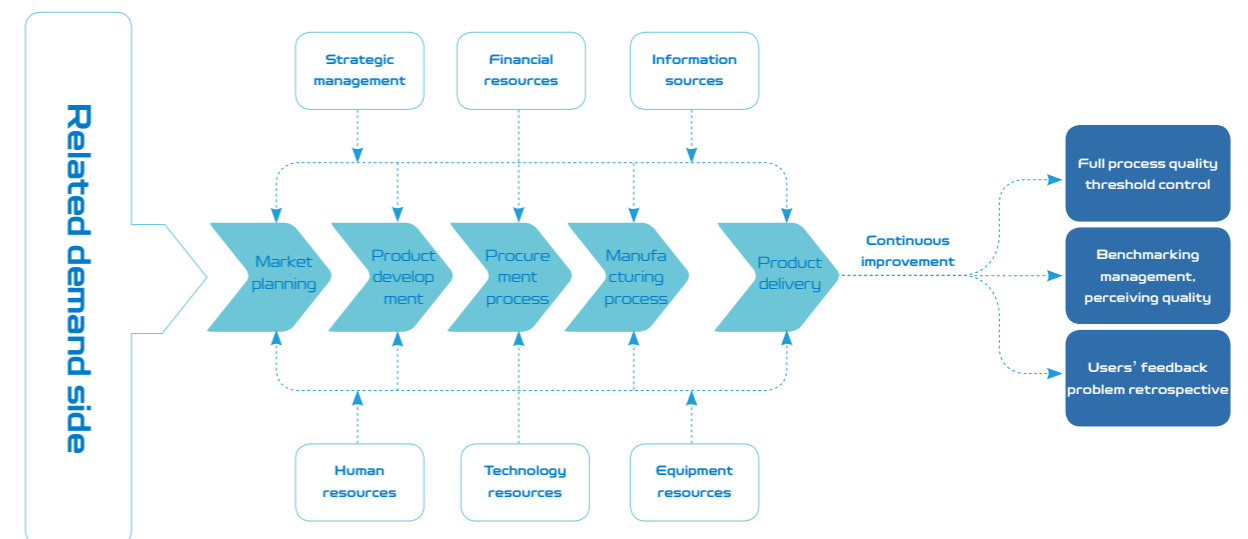 Related demand side
Strategic
management
Financial
resources
Information
sources
Market
planning
Product
develop
ment
Procure
ment
process
Manufa
cturing
process
Product
delivery
Continuous
improvement
Full process quality
threshold control
Benchmarking
management,
perceiving quality
Users’ feedback
problem retrospective
Human
resources
Technology
resources
Equipment
resources